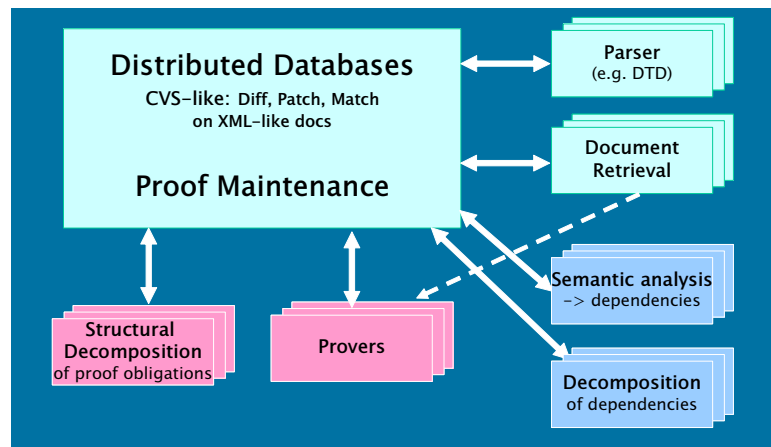 Distributed Databases
CVS-like: Diff, Patch, Match
on XML-like docs
Proof Maintenance
Parser
(e.g. DTD)
Document
Retrieval
Semantic analysis
-> dependencies
Structural
Decomposition
of proof obligations
Provers
Decomposition
of dependencies